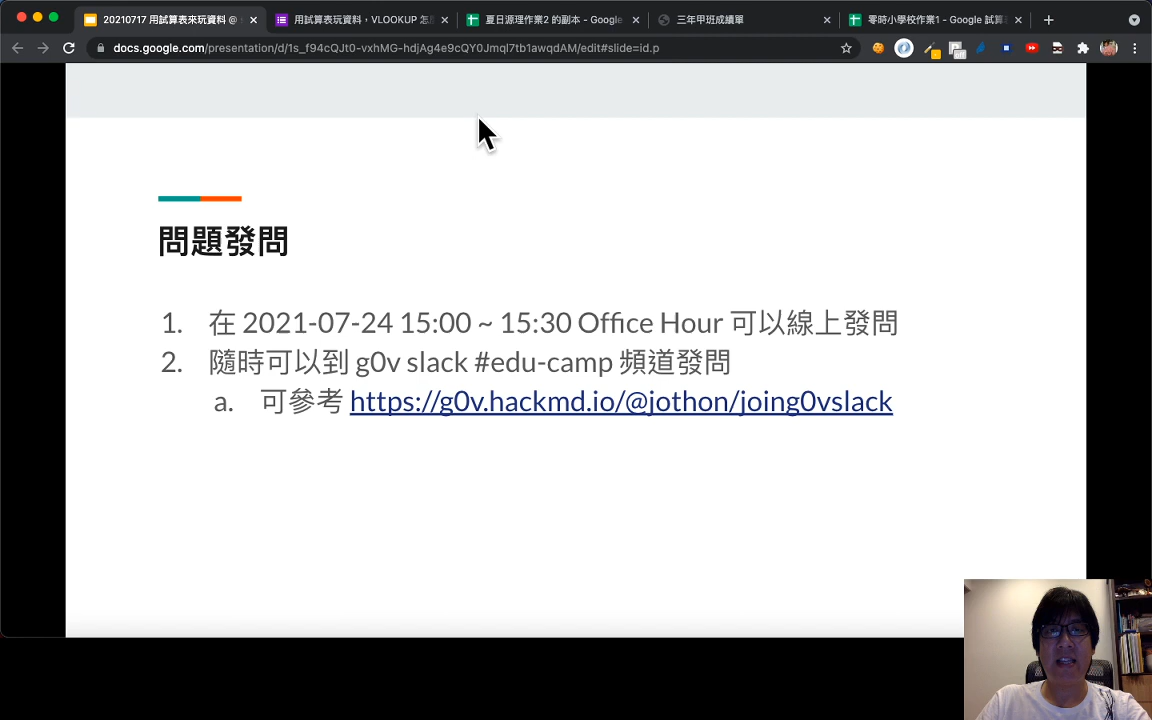 20210717 用試算表來玩資料 @
用試算表玩資料，VLOOKUP 怎
夏日源理作業2 的副本 - Google
三年甲班成績單
零時小學校作業1 - Google 試算
docs.google.com/presentation/d/1s_f94cQJt0-vxhMG-hdjAg4e9cQY0Jmql7tb1awqdAM/edit#slide=id.p
問題發問
1. 在 2021-07-24 15:00 ~ 15:30 Office Hour 可以線上發問
2. 隨時可以到 g0v slack #edu-camp 頻道發問
a. 可參考 https://g0v.hackmd.io/@jothon/joing0vslack